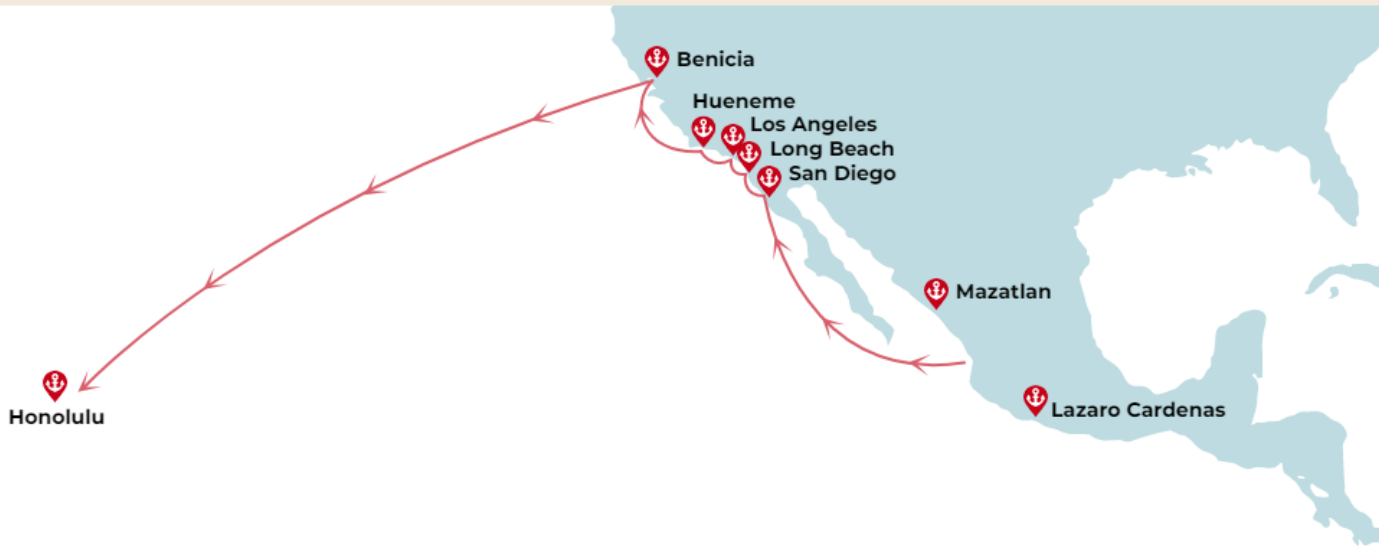 Benicia
Hueneme
Los Angeles
Long Beach
San Diego
Mazatlan
Lazaro Cardenas
Honolulu